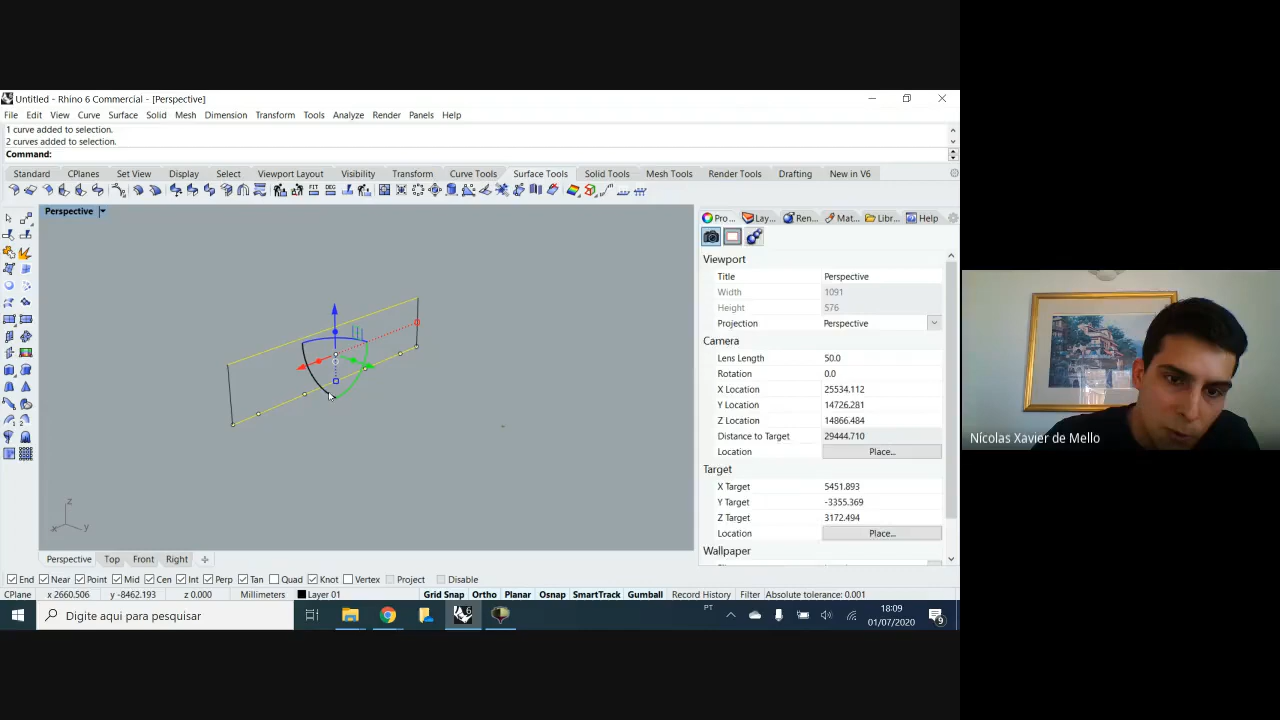 Untitled - Rhino 6 Commercial - [Perspective]
File Edit View Curve Surface Solid Mesh Dimension Transform Tools Analyze Render Panels Help
1 curve added to selection.
2 curves added to selection.
Command:
Standard CPlanes Set View Display Select Viewport Layout Visibility Transform Curve Tools Surface Tools Solid Tools Mesh Tools Render Tools Drafting New in V6
Perspective
Pro... Lay... Ren... Mat... Libr... Help
Viewport
Title Perspective
Width 1091
Height 576
Projection Perspective
Camera
Lens Length 50.0
Rotation 0.0
X Location 25534.112
Y Location 14726.281
Z Location 14866.484
Distance to Target 29444.710
Location Place...
Target
X Target 5451.893
Y Target -3355.369
Z Target 3172.494
Location Place...
Wallpaper
z
x y
Perspective Top Front Right
End Near Point Mid Cen Int Perp Tan Quad Knot Vertex Project Disable
CPlane x 2660.506 y -8462.193 z 0.000 Millimeters Layer 01 Grid Snap Ortho Planar Osnap SmartTrack Gumball Record History Filter Absolute tolerance: 0.001
Digite aqui para pesquisar
PT
18:09
01/07/2020
9
Nícolas Xavier de Mello